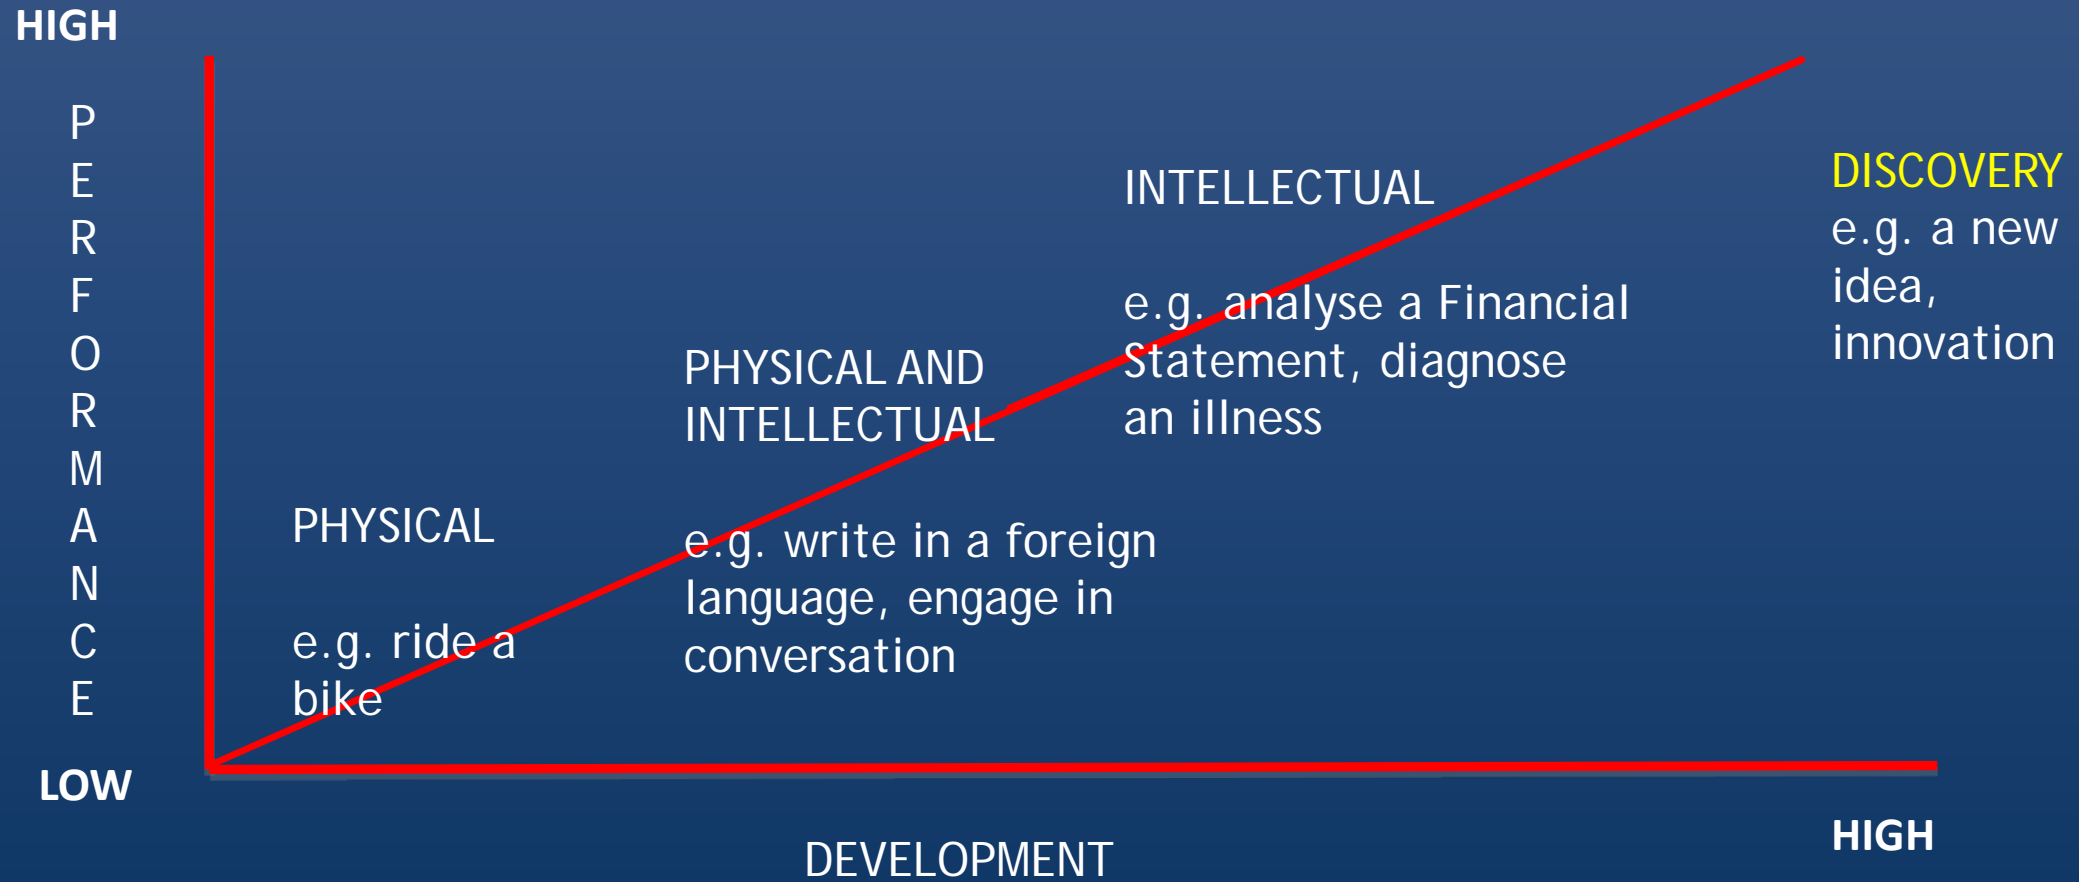 HIGH
P
E
R
F
O
R
M
A
N
C
E
LOW
PHYSICAL
e.g. ride a
bike
PHYSICAL AND
INTELLECTUAL
e.g. write in a foreign
language, engage in
conversation
INTELLECTUAL
e.g. analyse a Financial
Statement, diagnose
an illness
DISCOVERY
e.g. a new
idea,
innovation
DEVELOPMENT
HIGH